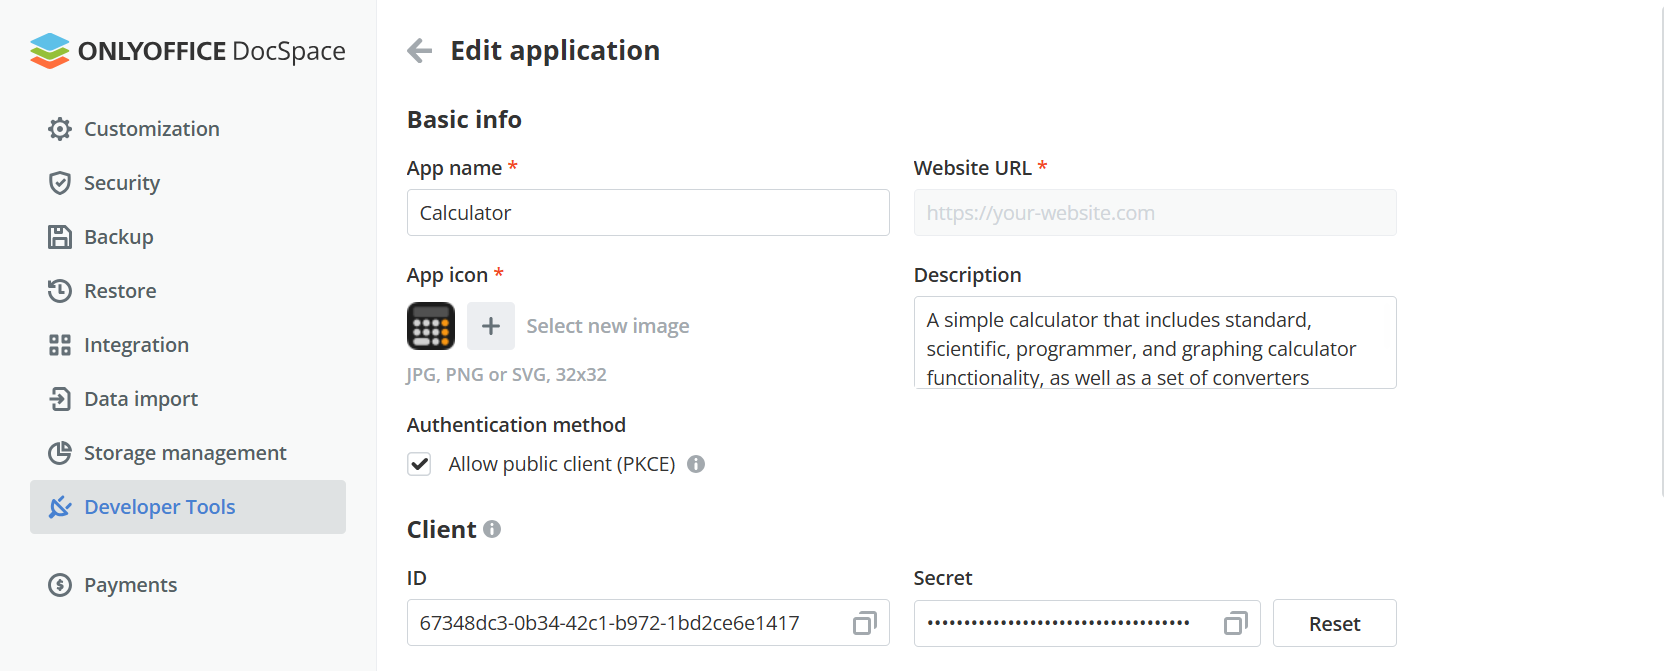 ONLYOFFICE DocSpace
Customization
Security
Backup
Restore
Integration
Data import
Storage management
Developer Tools
Payments
Edit application
Basic info
App name *
Calculator
Website URL *
https://your-website.com
App icon *
Select new image
JPG, PNG or SVG, 32x32
Description
A simple calculator that includes standard,
scientific, programmer, and graphing calculator
functionality, as well as a set of converters
Authentication method
Allow public client (PKCE)
Client
ID
67348dc3-0b34-42c1-b972-1bd2ce6e1417
Secret
••••••••••••••••••••••••••••••••••••
Reset